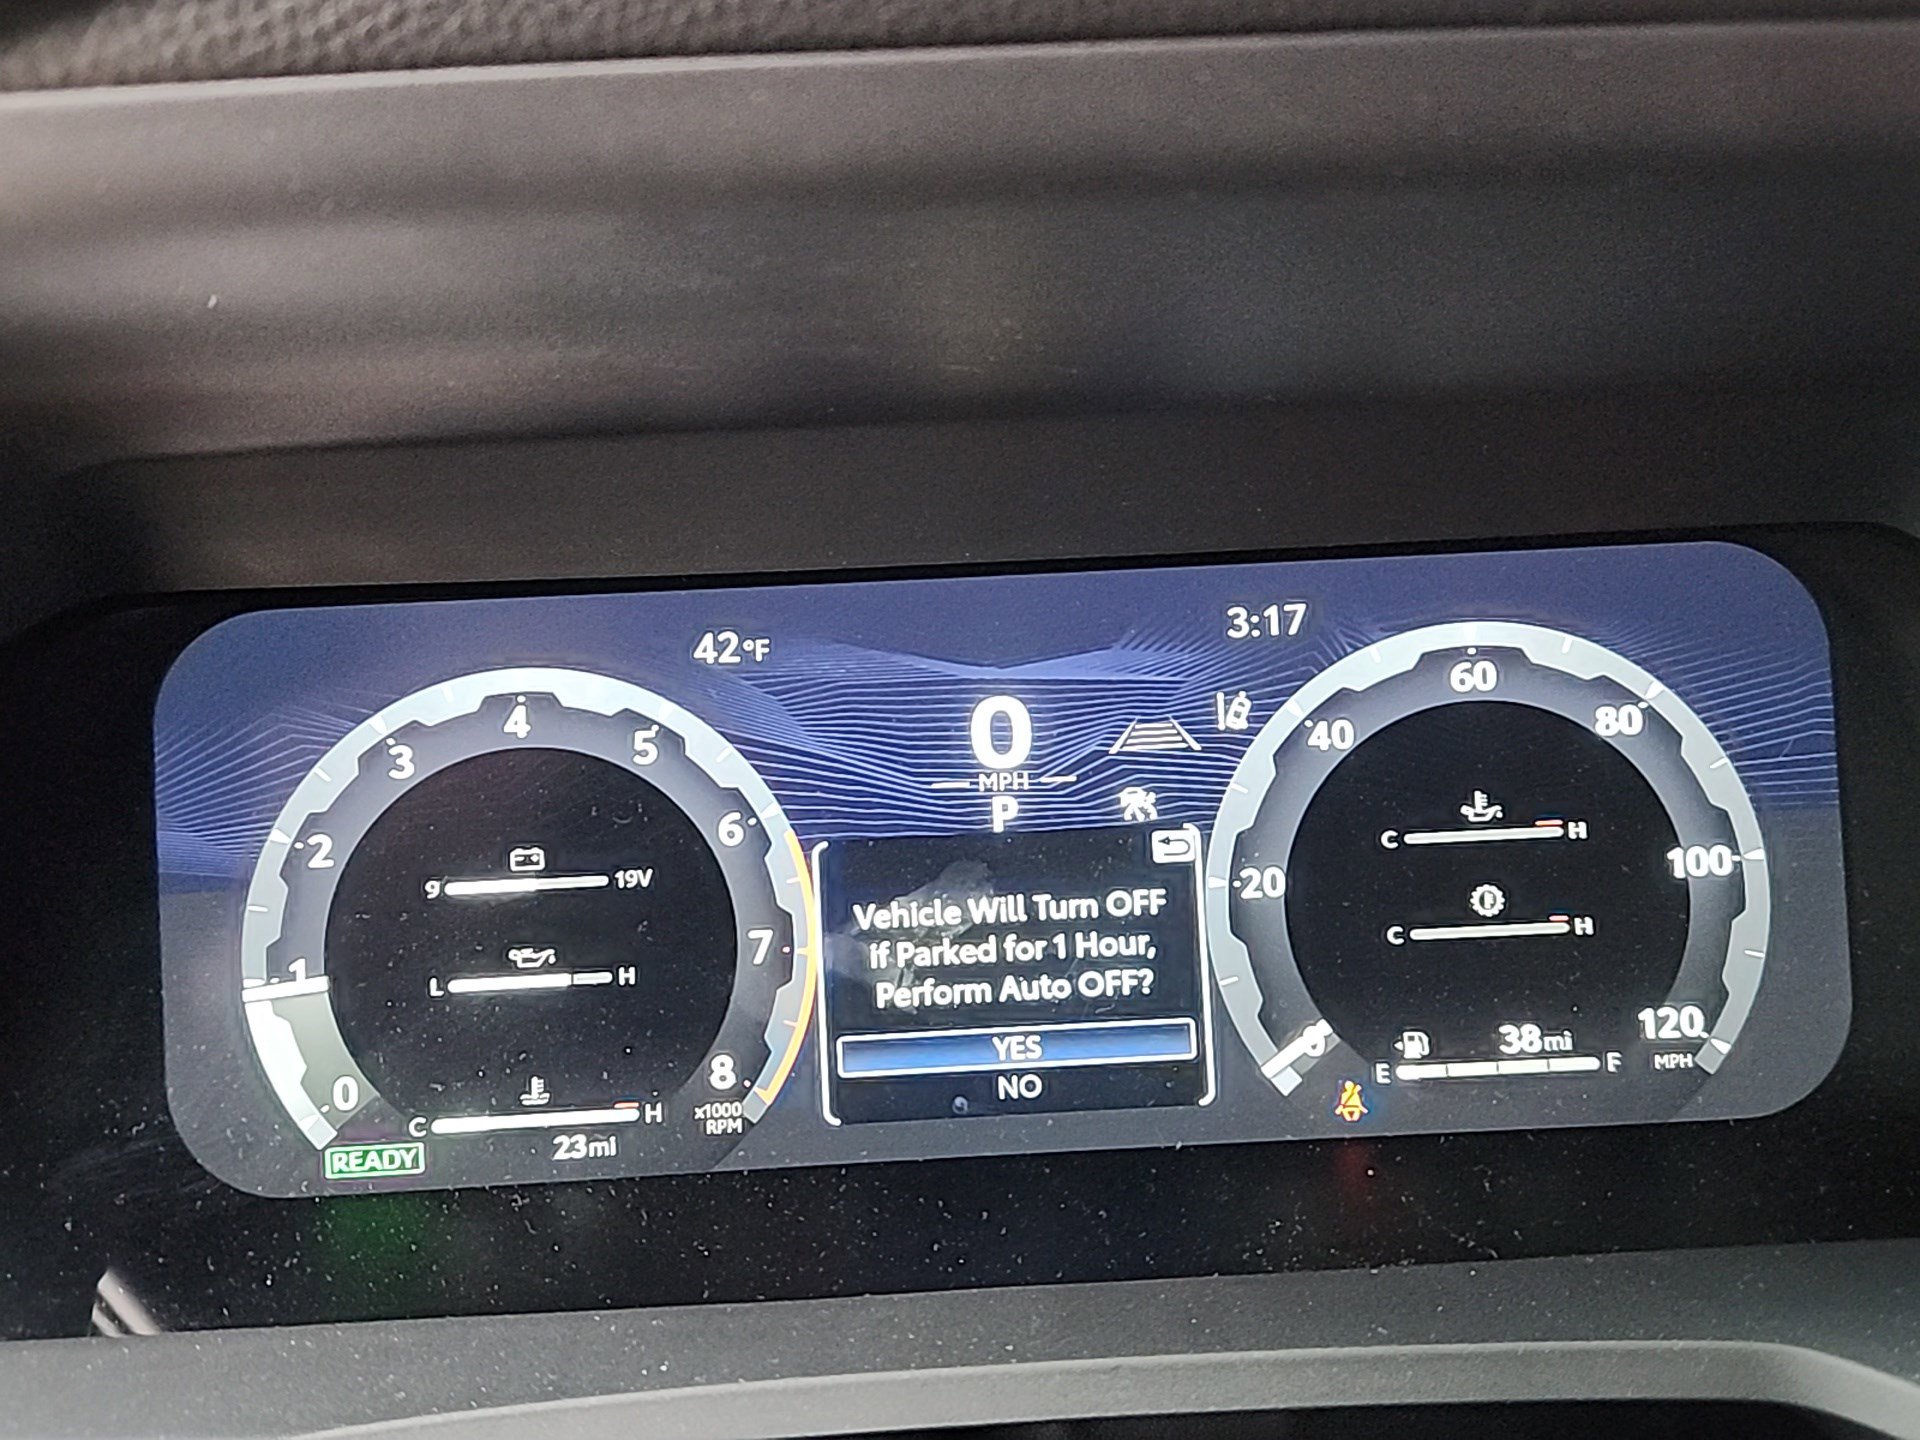 42°F
3:17
0
MPH
P
0
1
2
3
4
5
6
7
8
x1000
RPM
9
19V
L
H
C
H
23mi
READY
Vehicle Will Turn OFF
if Parked for 1 Hour,
Perform Auto OFF?
YES
NO
0
20
40
60
80
100
120
MPH
C
H
C
H
38mi
E
F